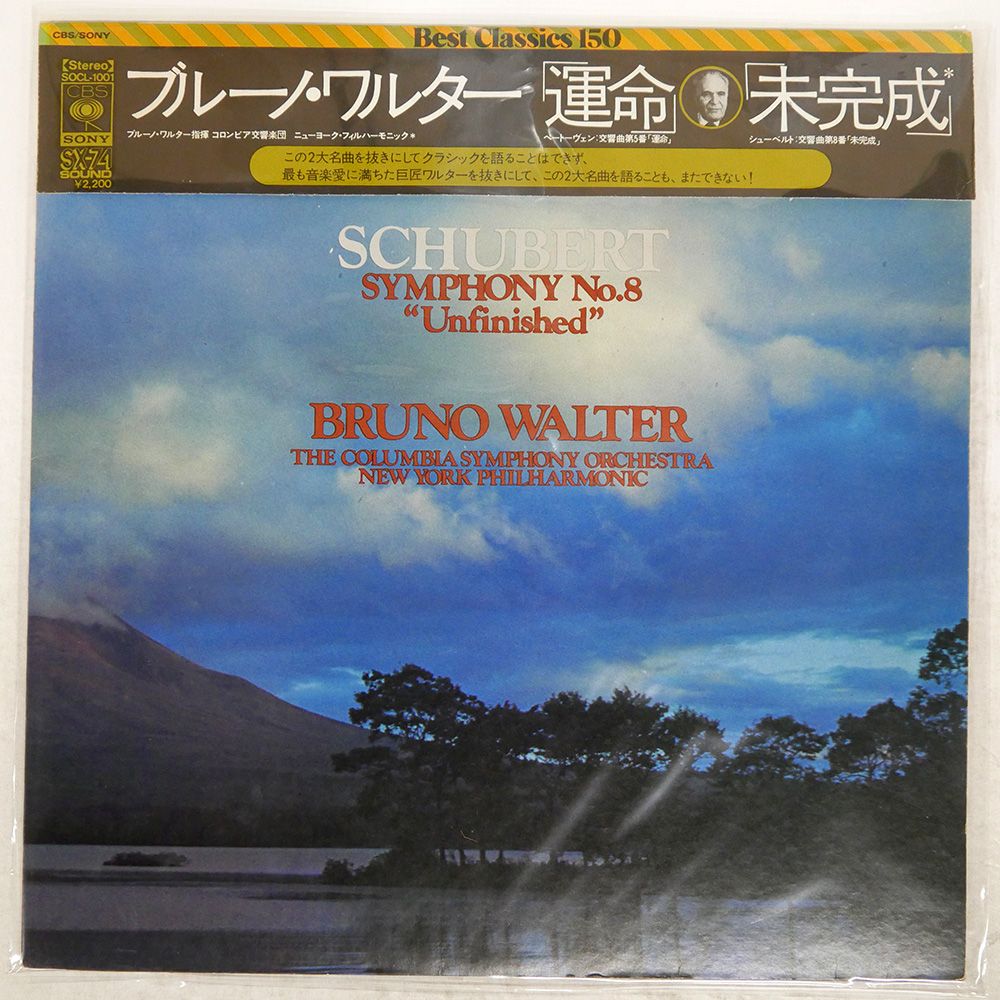 CBS/SONY
Best Classics 150
【Stereo】
SOCL-1001
CBS
SONY
SX-74
SOUND
¥2,200
ブルーノ・ワルター「運命」「未完成」*
ブルーノ・ワルター指揮 コロンビア交響楽団 ニューヨーク・フィルハーモニック*
ベートーヴェン:交響曲第5番「運命」
シューベルト:交響曲第8番「未完成」
この2大名曲を抜きにしてクラシックを語ることはできず、
最も音楽愛に満ちた巨匠ワルターを抜きにして、この2大名曲を語ることも、またできない!
SCHUBERT
SYMPHONY No.8
“Unfinished”
BRUNO WALTER
THE COLUMBIA SYMPHONY ORCHESTRA
NEW YORK PHILHARMONIC